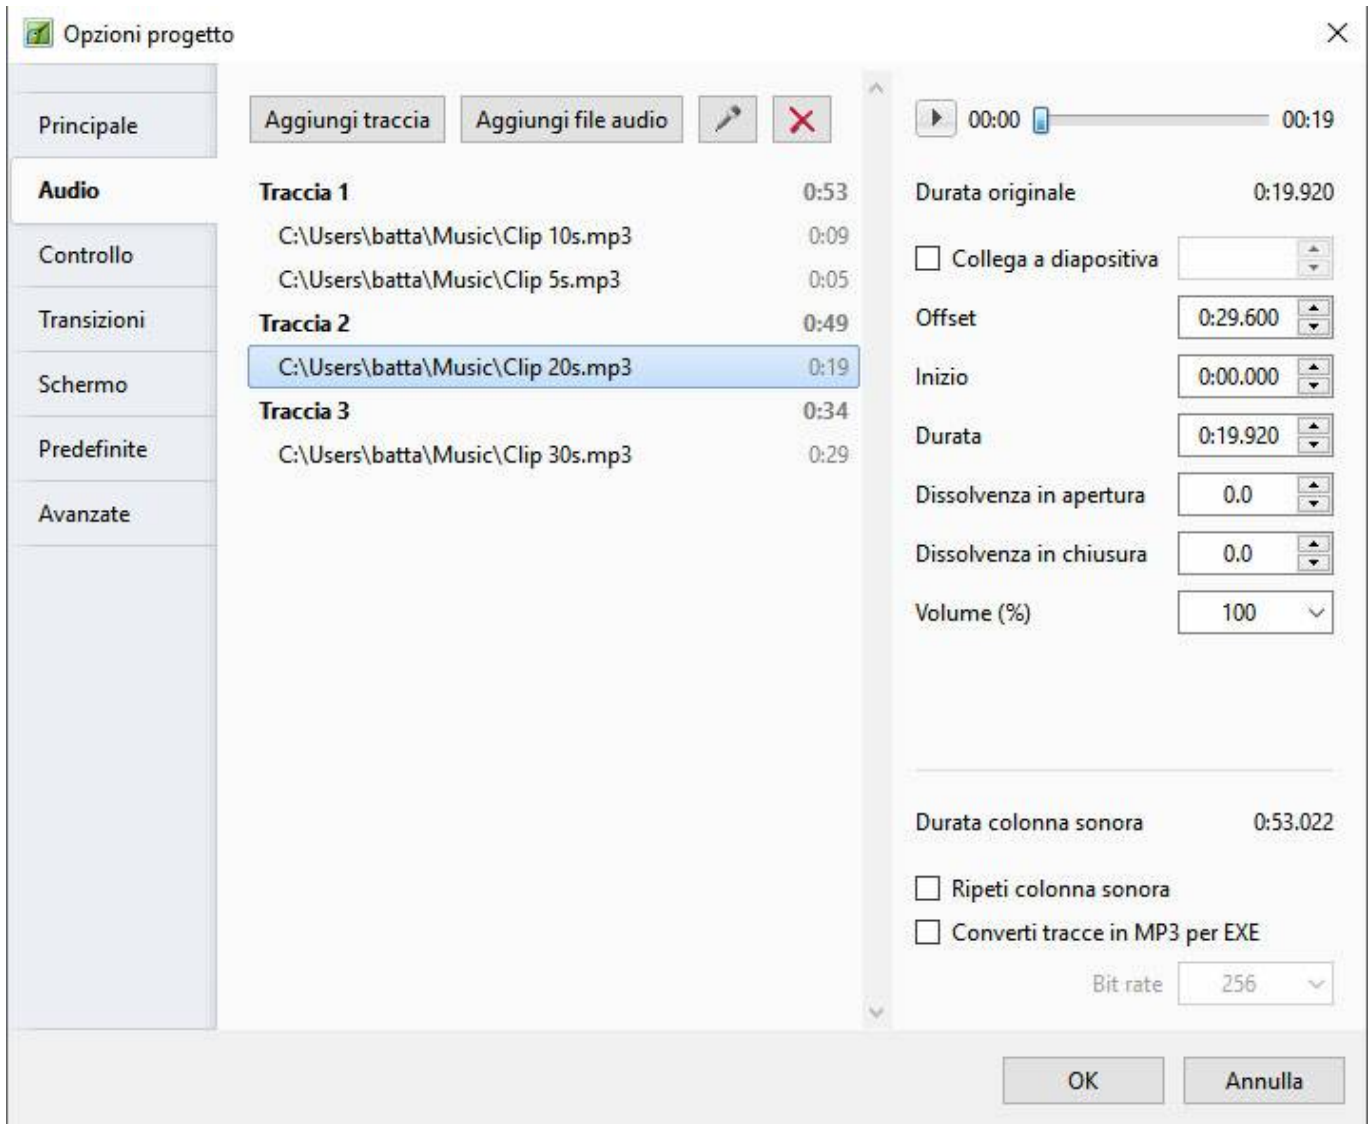 Opzioni progetto
Principale
Audio
Controllo
Transizioni
Schermo
Predefinite
Avanzate
Aggiungi traccia Aggiungi file audio
Traccia 1 0:53
C:\Users\batta\Music\Clip 10s.mp3 0:09
C:\Users\batta\Music\Clip 5s.mp3 0:05
Traccia 2 0:49
C:\Users\batta\Music\Clip 20s.mp3 0:19
Traccia 3 0:34
C:\Users\batta\Music\Clip 30s.mp3 0:29
00:00 00:19
Durata originale 0:19.920
Collega a diapositiva
Offset 0:29.600
Inizio 0:00.000
Durata 0:19.920
Dissolvenza in apertura 0.0
Dissolvenza in chiusura 0.0
Volume (%) 100
Durata colonna sonora 0:53.022
Ripeti colonna sonora
Converti tracce in MP3 per EXE
Bit rate 256
OK Annulla